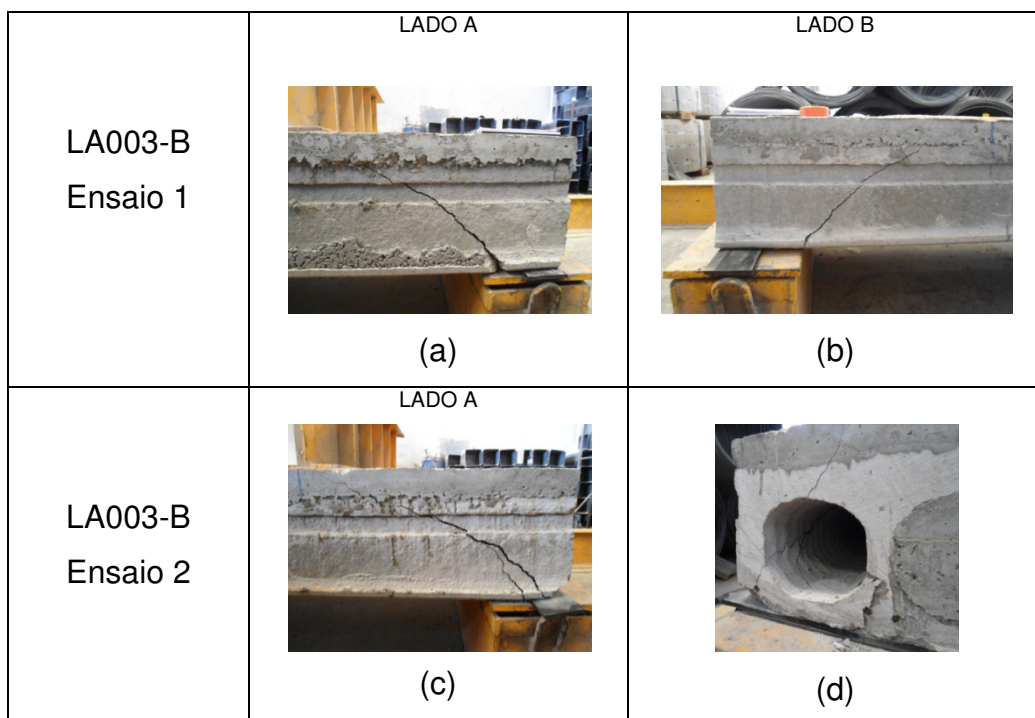 LADO A
LADO B
LA003-B
Ensaio 1
(a)
(b)
LADO A
LA003-B
Ensaio 2
(c)
(d)